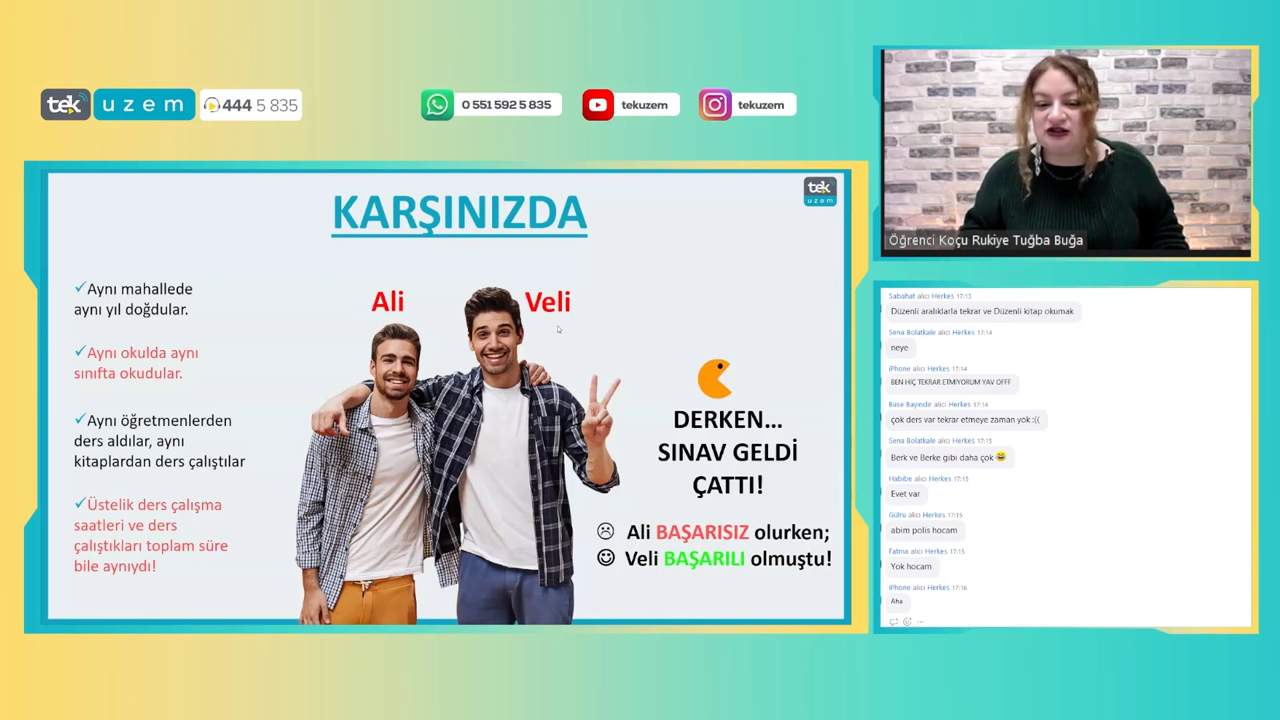 tek uzem 444 5 835
0 551 592 5 835
tekuzem
tekuzem
tek
uzem
KARŞINIZDA
Aynı mahallede
aynı yıl doğdular.
Aynı okulda aynı
sınıfta okudular.
Aynı öğretmenlerden
ders aldılar, aynı
kitaplardan ders çalıştılar
Üstelik ders çalışma
saatleri ve ders
çalıştıkları toplam süre
bile aynıydı!
Ali
Veli
DERKEN...
SINAV GELDİ
ÇATTI!
Ali BAŞARISIZ olurken;
Veli BAŞARILI olmuştu!
Öğrenci Koçu Rukiye Tuğba Buğa
Sabahat alıcı Herkes 17:13
Düzenli aralıklarla tekrar ve Düzenli kitap okumak
Sena Bolatkale alıcı Herkes 17:14
neye
iPhone alıcı Herkes 17:14
BEN HİÇ TEKRAR ETMİYORUM YAV OFFF
Buse Bayındır alıcı Herkes 17:14
çok ders var tekrar etmeye zaman yok :((
Sena Bolatkale alıcı Herkes 17:15
Berk ve Berke gibi daha çok 😂
Habibe alıcı Herkes 17:15
Evet var
Gülru alıcı Herkes 17:15
abim polis hocam
Fatma alıcı Herkes 17:15
Yok hocam
iPhone alıcı Herkes 17:16
Aha